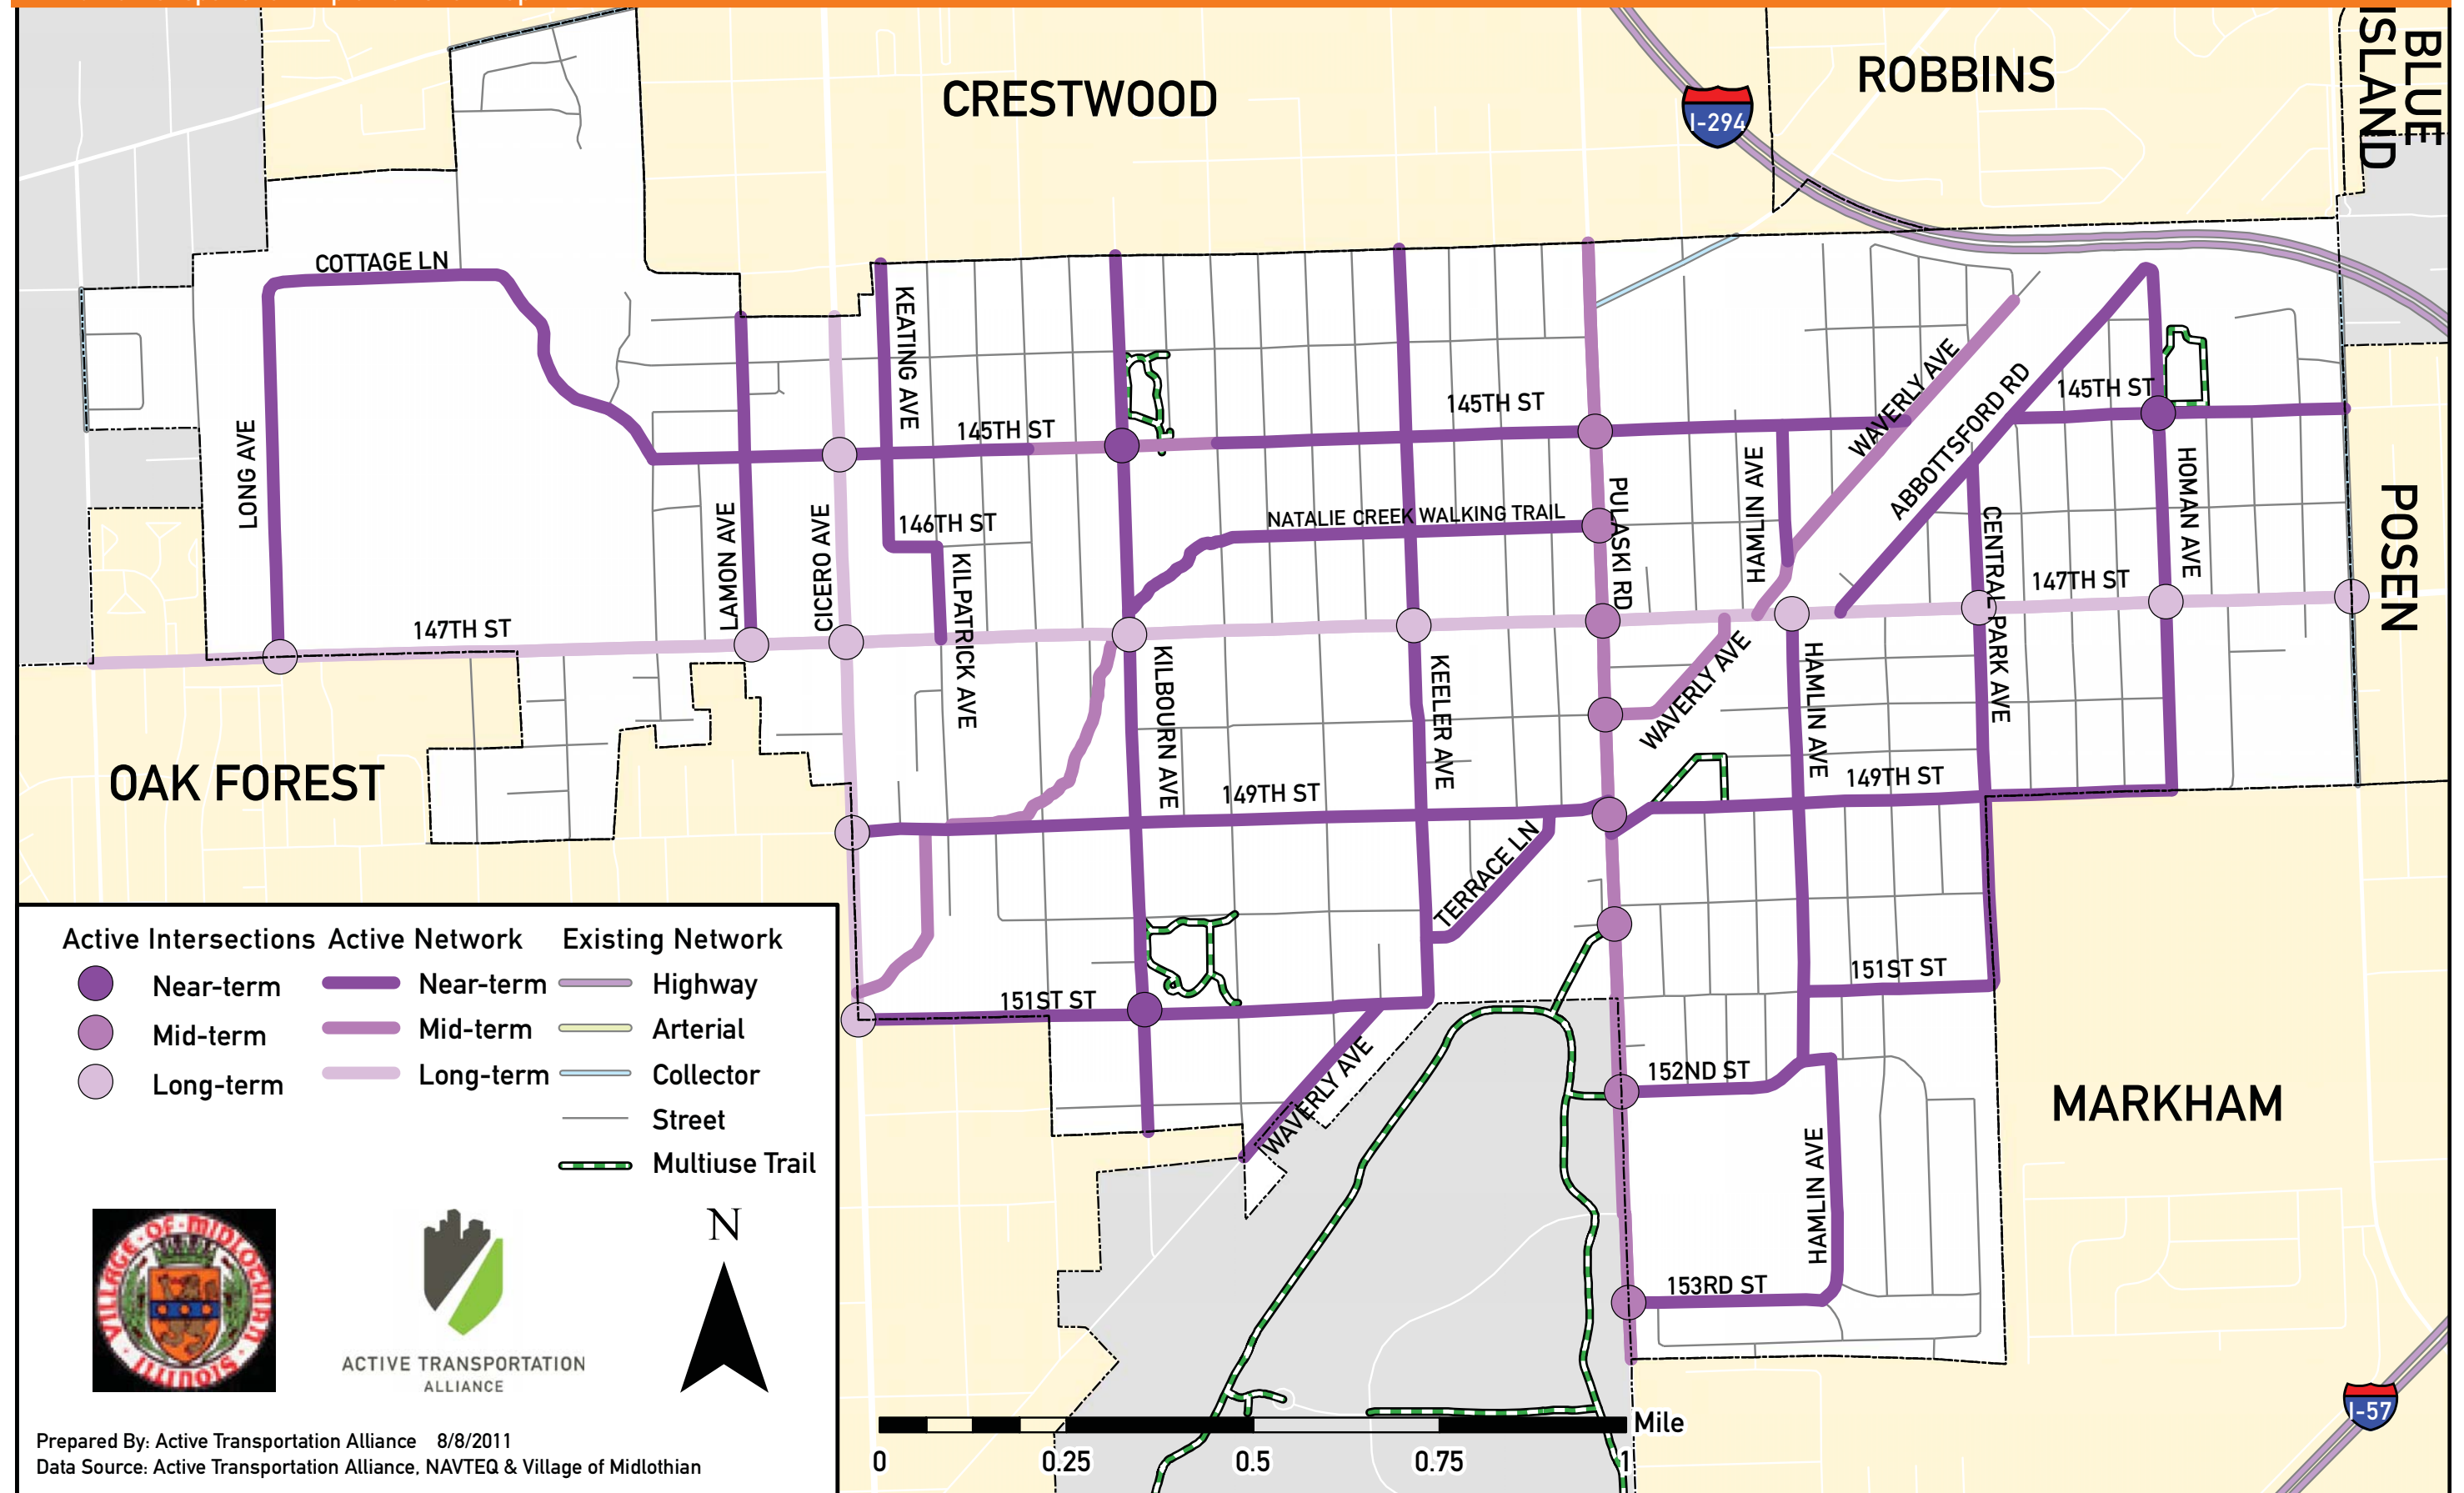 CRESTWOOD
ROBBINS
BLUE
ISLAND
I-294
COTTAGE LN
KEATING AVE
WAVERLY AVE
ABBOTTSFORD RD
145TH ST
145TH ST
145TH ST
LONG AVE
HAMLIN AVE
HOMAN AVE
POSEN
LAMON AVE
CICERO AVE
146TH ST
NATALIE CREEK WALKING TRAIL
PULASKI RD
CENTRAL PARK AVE
KILPATRICK AVE
147TH ST
147TH ST
KILBOURN AVE
KEELER AVE
WAVERLY AVE
HAMLIN AVE
OAK FOREST
149TH ST
149TH ST
TERRACE LN
151ST ST
151ST ST
WAVERLY AVE
152ND ST
MARKHAM
HAMLIN AVE
153RD ST
I-57
Active Intersections
Near-term
Mid-term
Long-term
Active Network
Near-term
Mid-term
Long-term
Existing Network
Highway
Arterial
Collector
Street
Multiuse Trail
VILLAGE·OF·MIDLOTHIAN
ILLINOIS
ACTIVE TRANSPORTATION
ALLIANCE
N
Mile
0 0.25 0.5 0.75 1
Prepared By: Active Transportation Alliance 8/8/2011
Data Source: Active Transportation Alliance, NAVTEQ & Village of Midlothian